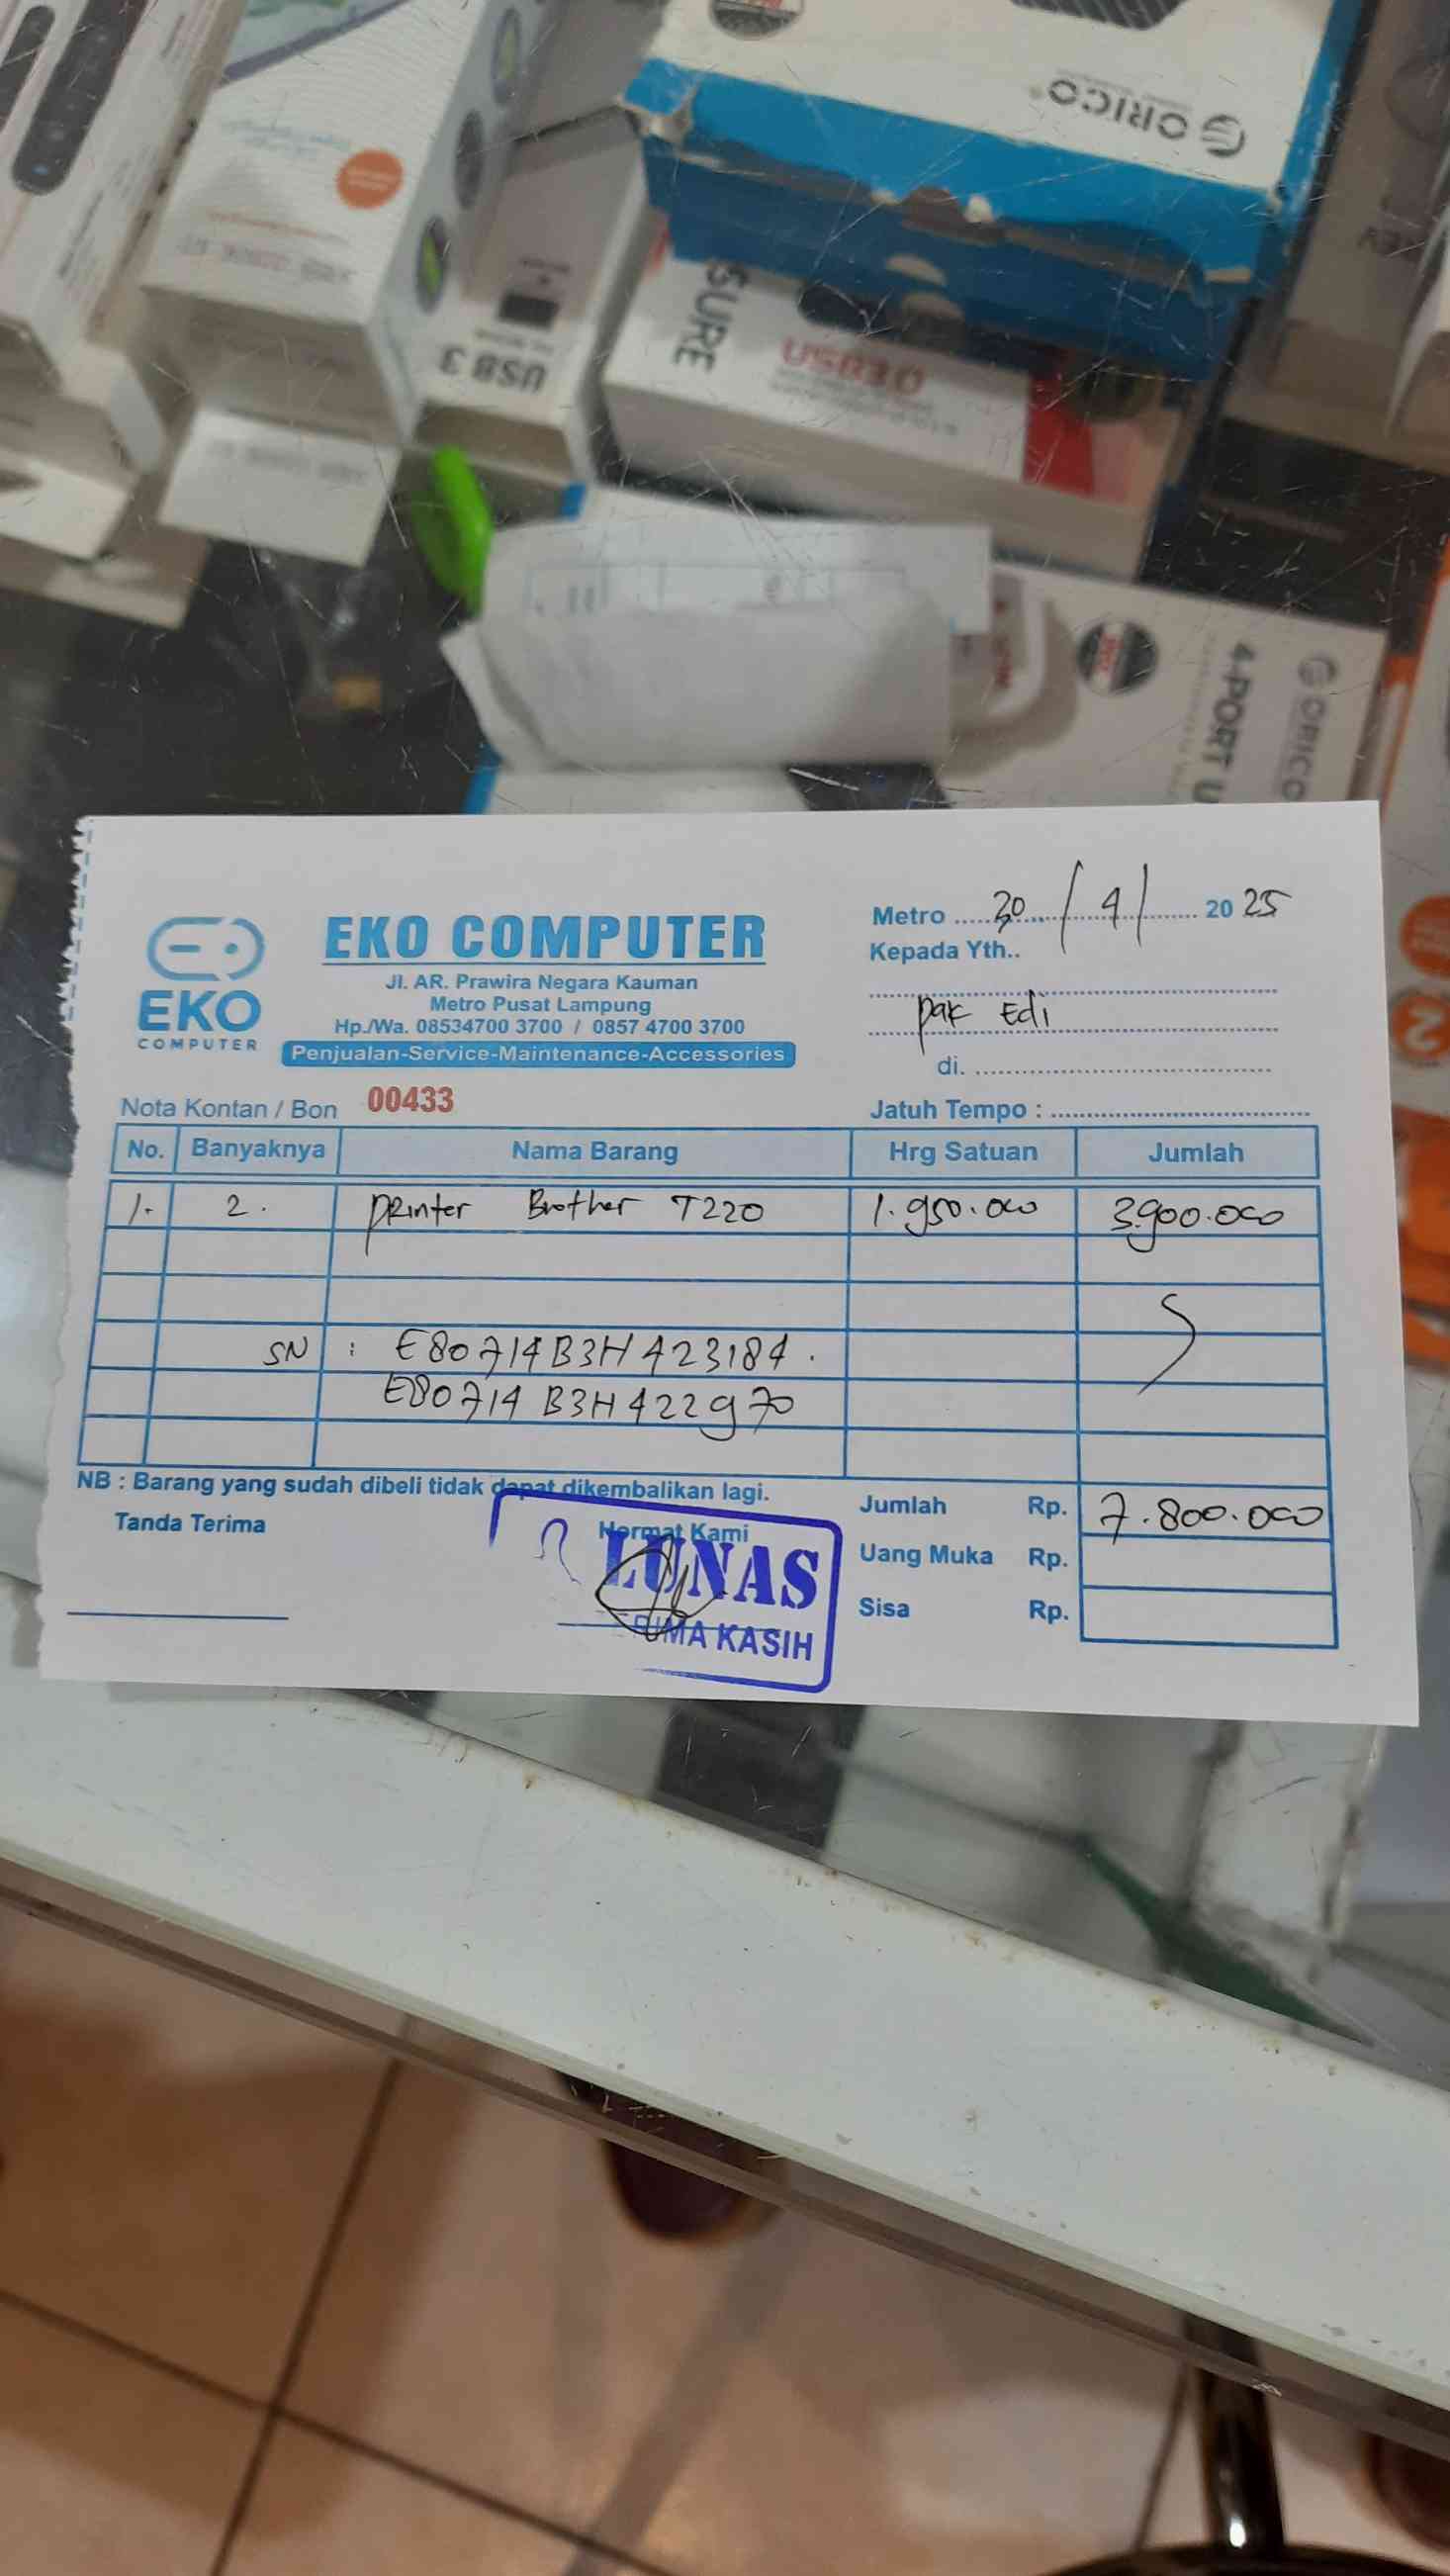 ORICO
USB 3
SURE
USB3.0
4-PORT U
ORICO
EKO COMPUTER
Jl. AR. Prawira Negara Kauman
Metro Pusat Lampung
Hp./Wa. 08534700 3700 / 0857 4700 3700
Penjualan-Service-Maintenance-Accessories
EKO
COMPUTER
Metro 30 / 4 / 2025
Kepada Yth..
pak Edi
di.
Nota Kontan / Bon 00433
Jatuh Tempo :
No. Banyaknya Nama Barang Hrg Satuan Jumlah
1. 2. printer Brother T220 1.950.000 3.900.000
SN : E80714B3H423184.
E80714B3H422970
NB : Barang yang sudah dibeli tidak dapat dikembalikan lagi.
Jumlah Rp. 7.800.000
Tanda Terima
Hormat Kami
LUNAS
RIMA KASIH
Uang Muka Rp.
Sisa Rp.